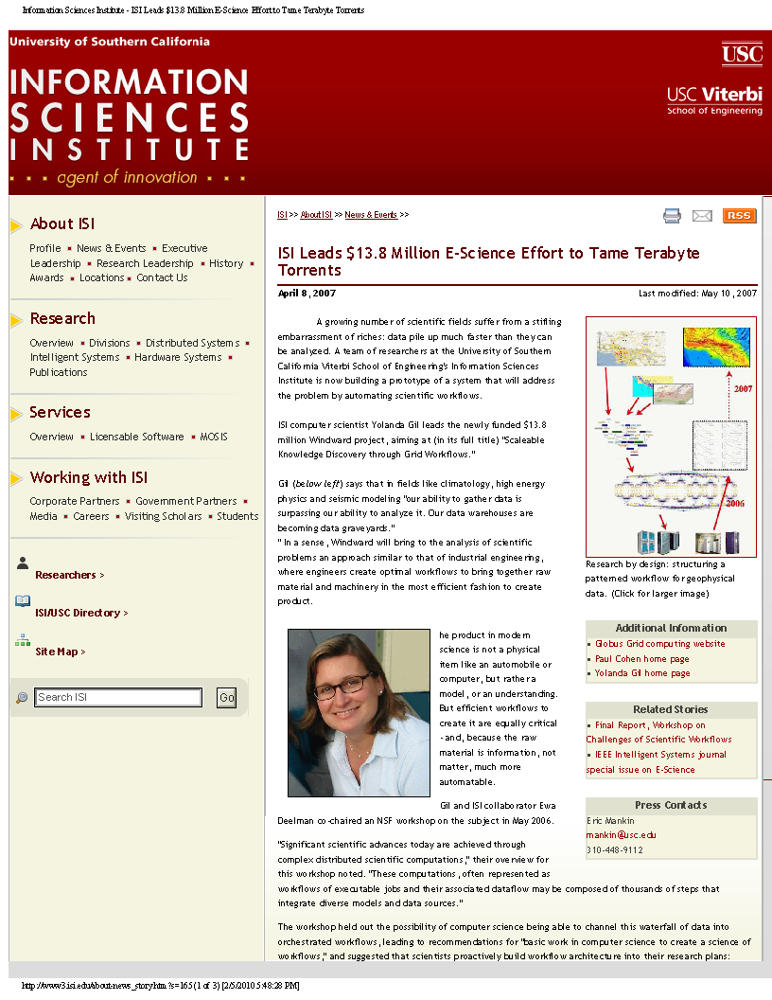 Information Sciences Institute - ISI Leads $13.8 Million E-Science Effort to Tame Terabyte Torrents
University of Southern California
INFORMATION
SCIENCES
INSTITUTE
agent of innovation
USC
USC Viterbi
School of Engineering
About ISI
Profile ▪ News & Events ▪ Executive
Leadership ▪ Research Leadership ▪ History ▪
Awards ▪ Locations ▪ Contact Us
Research
Overview ▪ Divisions ▪ Distributed Systems ▪
Intelligent Systems ▪ Hardware Systems ▪
Publications
Services
Overview ▪ Licensable Software ▪ MOSIS
Working with ISI
Corporate Partners ▪ Government Partners ▪
Media ▪ Careers ▪ Visiting Scholars ▪ Students
Researchers >
ISI/USC Directory >
Site Map >
Search ISI
Go
ISI >> About ISI >> News & Events >>
RSS
ISI Leads $13.8 Million E-Science Effort to Tame Terabyte
Torrents
April 8, 2007
Last modified: May 10, 2007
A growing number of scientific fields suffer from a stifling
embarrassment of riches: data pile up much faster than they can
be analyzed. A team of researchers at the University of Southern
California Viterbi School of Engineering's Information Sciences
Institute is now building a prototype of a system that will address
the problem by automating scientific workflows.
ISI computer scientist Yolanda Gil leads the newly funded $13.8
million Windward project, aiming at (in its full title) "Scaleable
Knowledge Discovery through Grid Workflows."
Gil (below left) says that in fields like climatology, high energy
physics and seismic modeling "our ability to gather data is
surpassing our ability to analyze it. Our data warehouses are
becoming data graveyards."
" In a sense, Windward will bring to the analysis of scientific
problems an approach similar to that of industrial engineering,
where engineers create optimal workflows to bring together raw
material and machinery in the most efficient fashion to create
product.
he product in modern
science is not a physical
item like an automobile or
computer, but rather a
model, or an understanding.
But efficient workflows to
create it are equally critical
- and, because the raw
material is information, not
matter, much more
automatable.
Gil and ISI collaborator Ewa
Deelman co-chaired an NSF workshop on the subject in May 2006.
"Significant scientific advances today are achieved through
complex distributed scientific computations," their overview for
this workshop noted. "These computations, often represented as
workflows of executable jobs and their associated dataflow may be composed of thousands of steps that
integrate diverse models and data sources."
The workshop held out the possibility of computer science being able to channel this waterfall of data into
orchestrated workflows, leading to recommendations for "basic work in computer science to create a science of
workflows," and suggested that scientists proactively build workflow architecture into their research plans:
2007
2006
Research by design: structuring a
patterned workflow for geophysical
data. (Click for larger image)
Additional Information
▪ Globus Grid computing website
▪ Paul Cohen home page
▪ Yolanda Gil home page
Related Stories
▪ Final Report, Workshop on
Challenges of Scientific Workflows
▪ IEEE Intelligent Systems journal
special issue on E-Science
Press Contacts
Eric Mankin
mankin@usc.edu
310-448-9112
http://www3.isi.edu/about-news_story.htm?s=165 (1 of 3) [2/5/2010 5:48:28 PM]